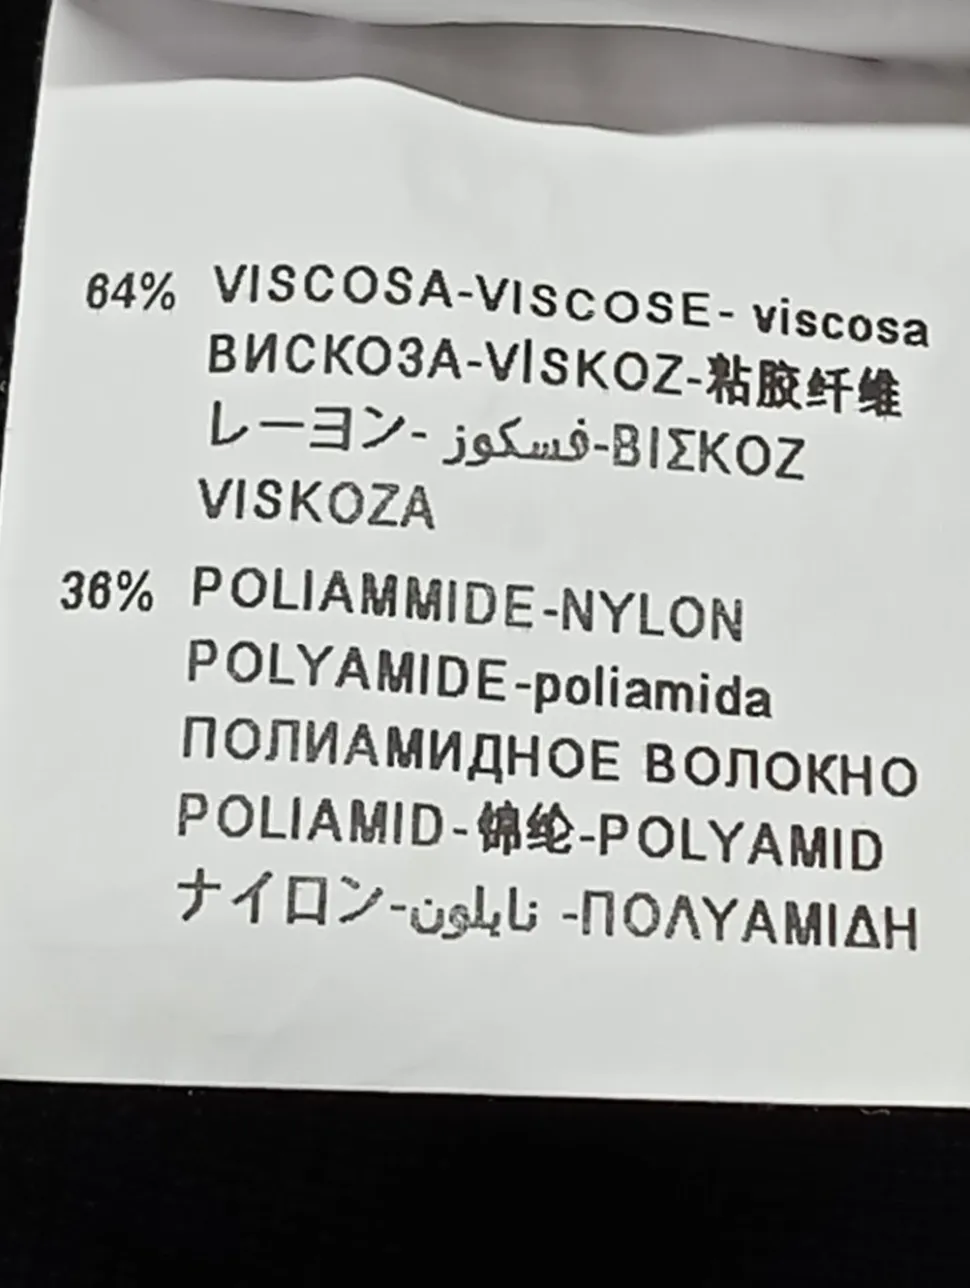 64% VISCOSA-VISCOSE- viscosa
ВИСКОЗА-VISKOZ-粘胶纤维
レーヨン- فسكوز-ΒΙΣΚΟΖ
VISKOZA
36% POLIAMMIDE-NYLON
POLYAMIDE-poliamida
ПОЛИАМИДНОЕ ВОЛОКНО
POLIAMID-锦纶-POLYAMID
ナイロン-نايلون -ΠΟΛΥΑΜΙΔΗ